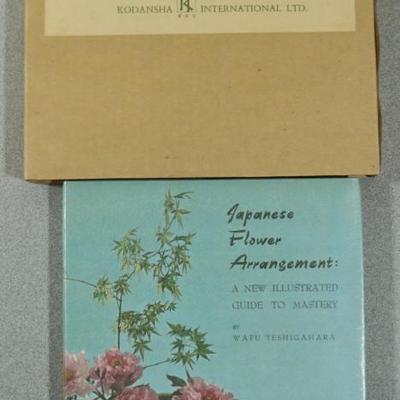 KODANSHA INTERNATIONAL LTD.
Japanese
Flower
Arrangement:
A NEW ILLUSTRATED
GUIDE TO MASTERY
BY
WAFU TESHIGAHARA